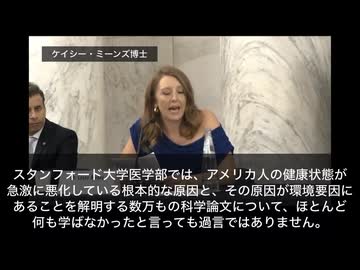 ケイシー・ミーンズ博士
スタンフォード大学医学部では、アメリカ人の健康状態が
急激に悪化している根本的な原因と、その原因が環境要因に
あることを解明する数万もの科学論文について、ほとんど
何も学ばなかったと言っても過言ではありません。